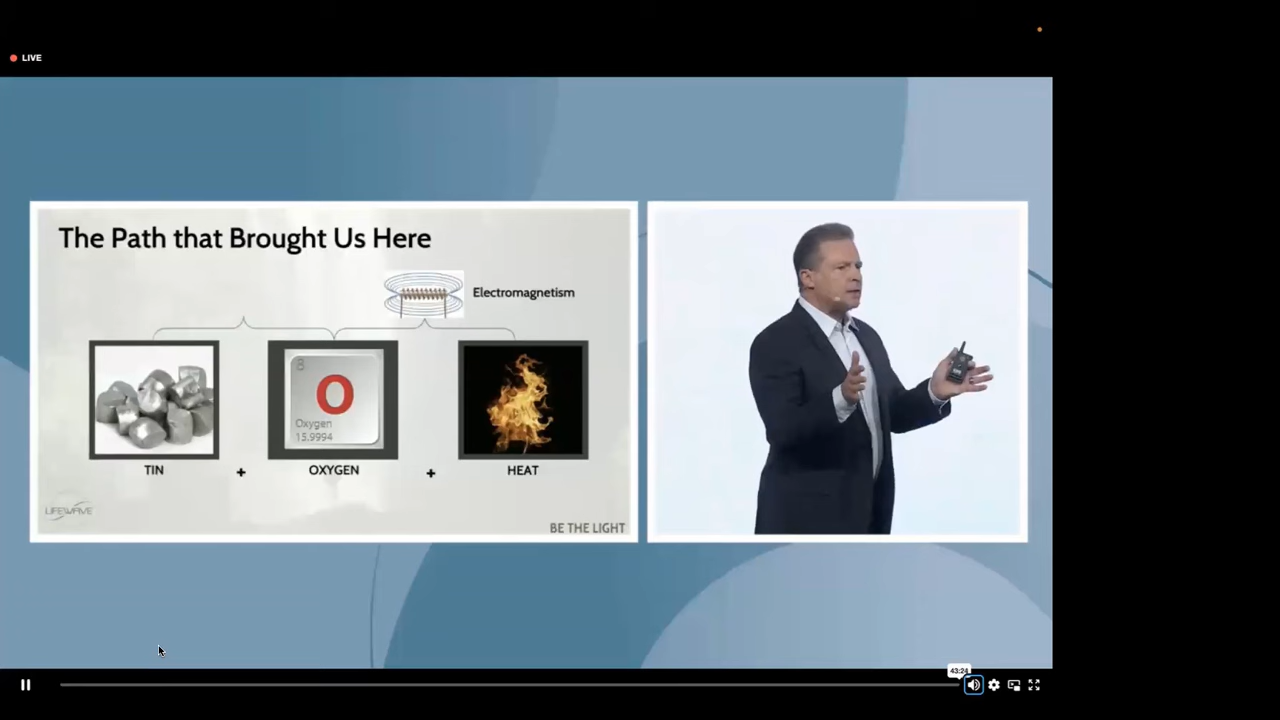 LIVE
The Path that Brought Us Here
Electromagnetism
8
O
Oxygen
15.9994
TIN + OXYGEN + HEAT
LIFEWAVE
BE THE LIGHT
43:24